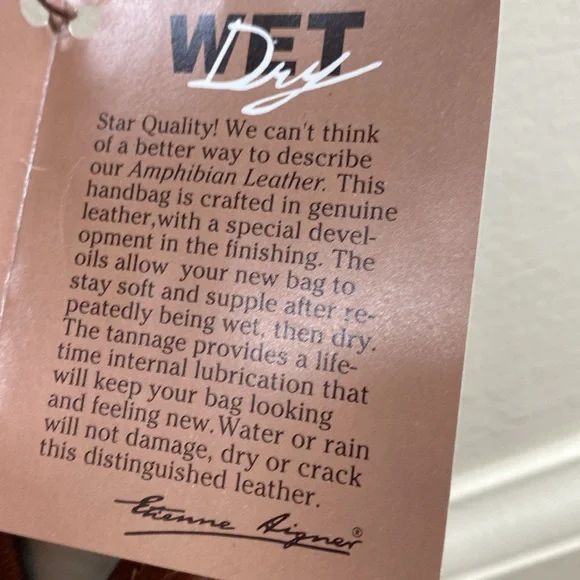 WET
Dry
Star Quality! We can't think
of a better way to describe
our Amphibian Leather. This
handbag is crafted in genuine
leather,with a special devel-
opment in the finishing. The
oils allow your new bag to
stay soft and supple after re-
peatedly being wet, then dry.
The tannage provides a life-
time internal lubrication that
will keep your bag looking
and feeling new.Water or rain
will not damage, dry or crack
this distinguished leather.
Etienne Aigner®